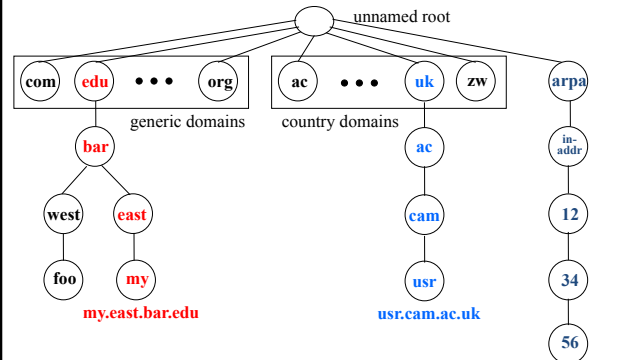 unnamed root
com edu • • • org ac • • • uk zw arpa
generic domains country domains
bar ac in-
addr
west east cam 12
foo my usr 34
my.east.bar.edu usr.cam.ac.uk
56